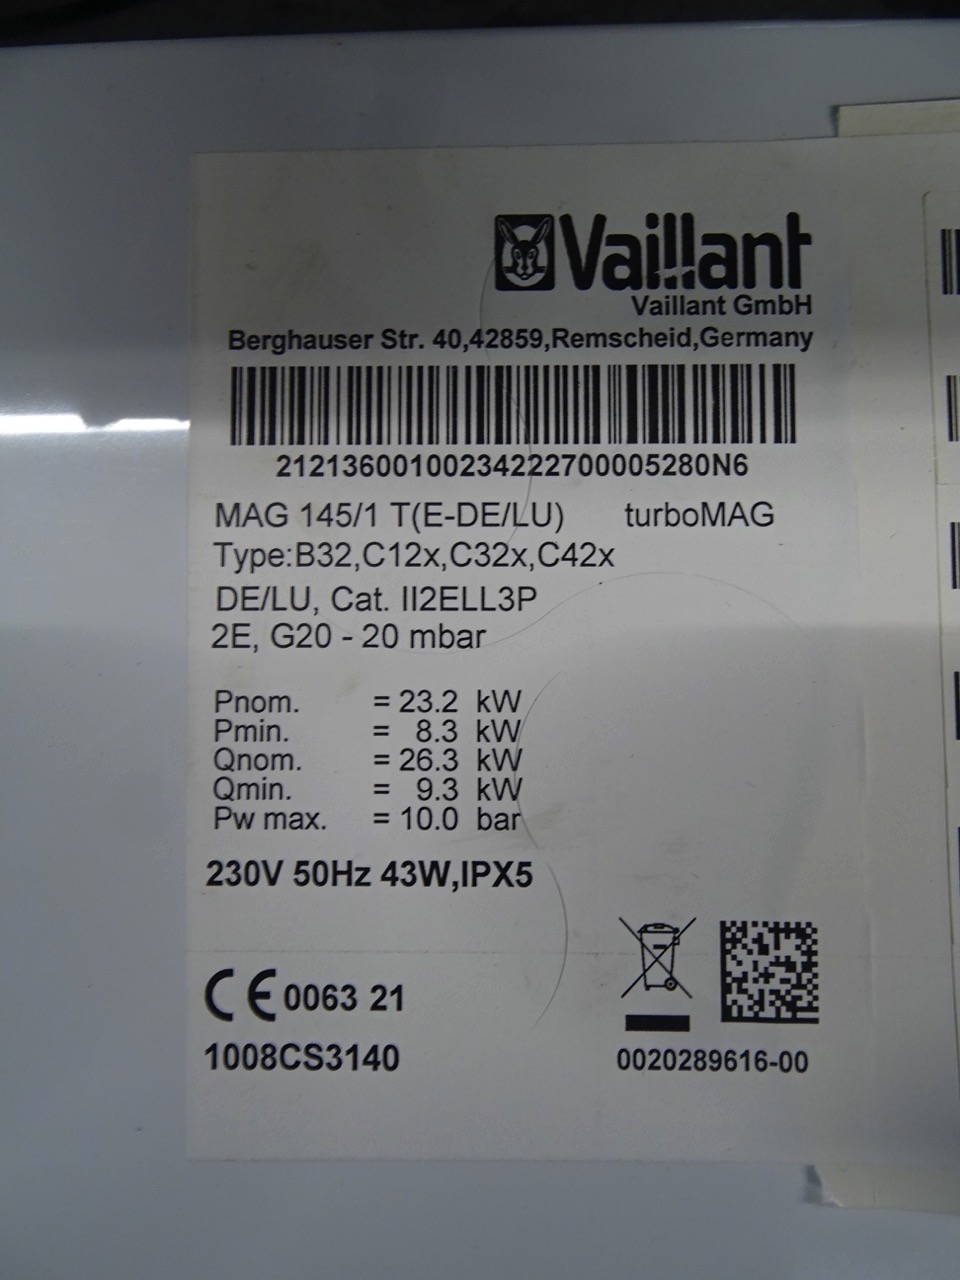 Vaillant
Vaillant GmbH
Berghauser Str. 40,42859,Remscheid,Germany
21213600100234222700005280N6
MAG 145/1 T(E-DE/LU) turboMAG
Type:B32,C12x,C32x,C42x
DE/LU, Cat. II2ELL3P
2E, G20 - 20 mbar
Pnom. = 23.2 kW
Pmin. = 8.3 kW
Qnom. = 26.3 kW
Qmin. = 9.3 kW
Pw max. = 10.0 bar
230V 50Hz 43W,IPX5
CE 0063 21
1008CS3140
0020289616-00